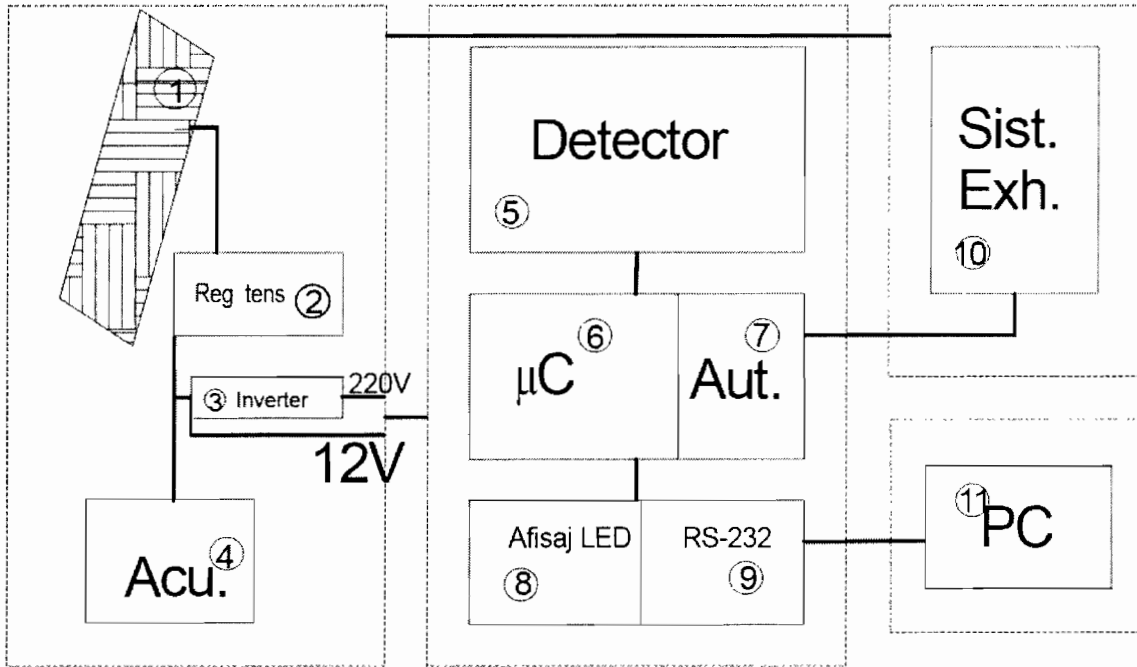 ①
Reg tens ②
③ Inverter
220V
12V
Acu. ④
Detector
⑤
μC ⑥
Aut. ⑦
Afisaj LED
⑧
RS-232
⑨
Sist.
Exh.
⑩
⑪
PC